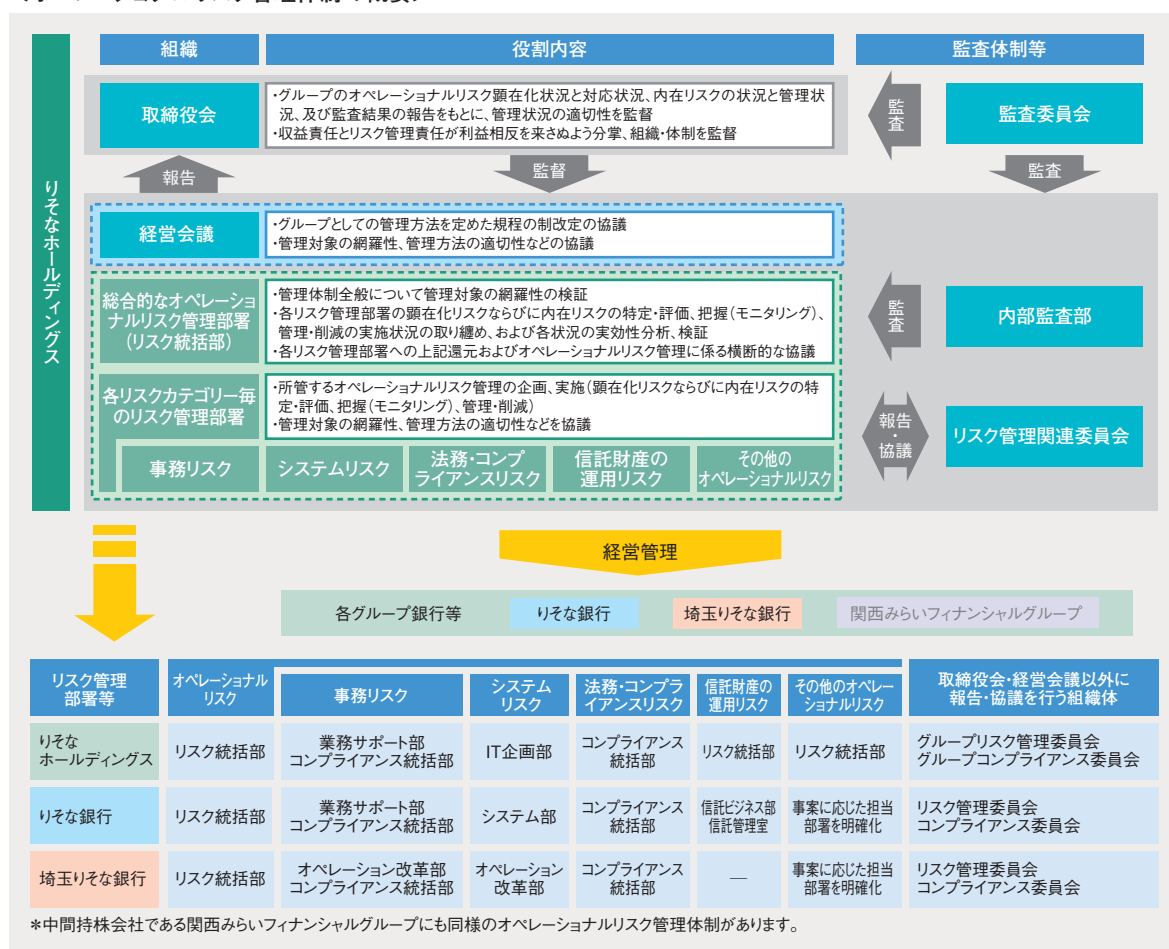 組織
役割内容
監査体制等
りそなホールディングス
取締役会
・グループのオペレーショナルリスク顕在化状況と対応状況、内在リスクの状況と管理状
況、及び監査結果の報告をもとに、管理状況の適切性を監督
・収益責任とリスク管理責任が利益相反を来さぬよう分掌、組織・体制を監督
監査
監査委員会
報告
監督
監査
経営会議
・グループとしての管理方法を定めた規程の制改定の協議
・管理対象の網羅性、管理方法の適切性などの協議
総合的なオペレーショ
ナルリスク管理部署
(リスク統括部)
・管理体制全般について管理対象の網羅性の検証
・各リスク管理部署の顕在化リスクならびに内在リスクの特定・評価、把握(モニタリング)、
管理・削減の実施状況の取り纏め、および各状況の実効性分析、検証
・各リスク管理部署への上記還元およびオペレーショナルリスク管理に係る横断的な協議
監査
内部監査部
各リスクカテゴリー毎
のリスク管理部署
・所管するオペレーショナルリスク管理の企画、実施(顕在化リスクならびに内在リスクの特
定・評価、把握(モニタリング)、管理・削減)
・管理対象の網羅性、管理方法の適切性などを協議
報告
・
協議
リスク管理関連委員会
事務リスク
システムリスク
法務・コンプ
ライアンスリスク
信託財産の
運用リスク
その他の
オペレーショナルリスク
経営管理
各グループ銀行等
りそな銀行
埼玉りそな銀行
関西みらいフィナンシャルグループ
リスク管理
部署等
オペレーショナル
リスク
事務リスク
システム
リスク
法務・コンプラ
イアンスリスク
信託財産の
運用リスク
その他のオペレー
ショナルリスク
取締役会・経営会議以外に
報告・協議を行う組織体
りそな
ホールディングス
リスク統括部
業務サポート部
コンプライアンス統括部
IT企画部
コンプライアンス
統括部
リスク統括部
リスク統括部
グループリスク管理委員会
グループコンプライアンス委員会
りそな銀行
リスク統括部
業務サポート部
コンプライアンス統括部
システム部
コンプライアンス
統括部
信託ビジネス部
信託管理室
事案に応じた担当
部署を明確化
リスク管理委員会
コンプライアンス委員会
埼玉りそな銀行
リスク統括部
オペレーション改革部
コンプライアンス統括部
オペレーション
改革部
コンプライアンス
統括部
―
事案に応じた担当
部署を明確化
リスク管理委員会
コンプライアンス委員会
*中間持株会社である関西みらいフィナンシャルグループにも同様のオペレーショナルリスク管理体制があります。